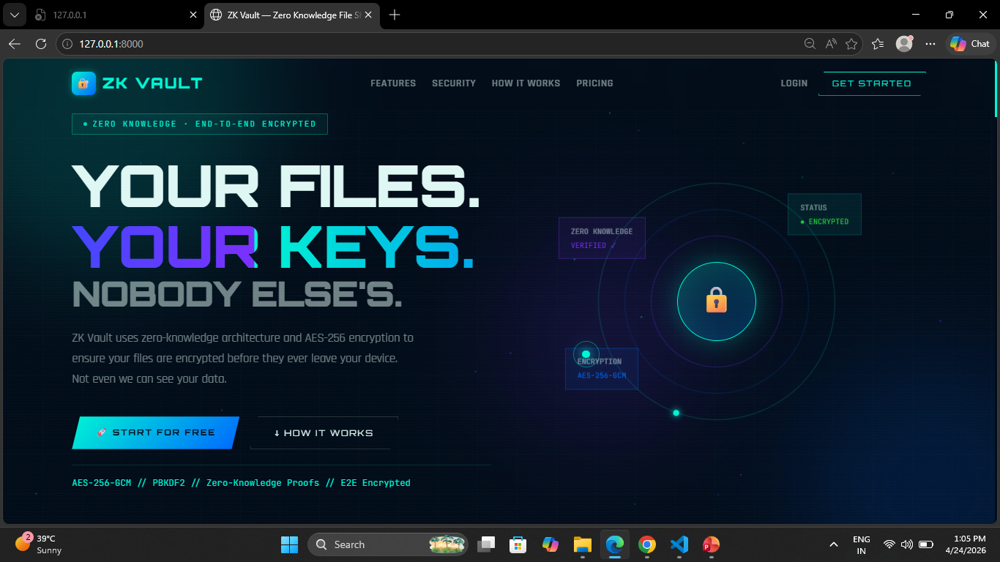 127.0.0.1
ZK Vault — Zero Knowledge File S
127.0.0.1:8000
Chat
ZK VAULT
FEATURES SECURITY HOW IT WORKS PRICING
LOGIN GET STARTED
● ZERO KNOWLEDGE · END-TO-END ENCRYPTED
YOUR FILES.
YOUR KEYS.
NOBODY ELSE'S.
ZK Vault uses zero-knowledge architecture and AES-256 encryption to
ensure your files are encrypted before they ever leave your device.
Not even we can see your data.
🚀 START FOR FREE
↓ HOW IT WORKS
AES-256-GCM // PBKDF2 // Zero-Knowledge Proofs // E2E Encrypted
ZERO KNOWLEDGE
VERIFIED ✓
STATUS
● ENCRYPTED
ENCRYPTION
AES-256-GCM
2
39°C
Sunny
Search
P
ENG
IN
1:05 PM
4/24/2026